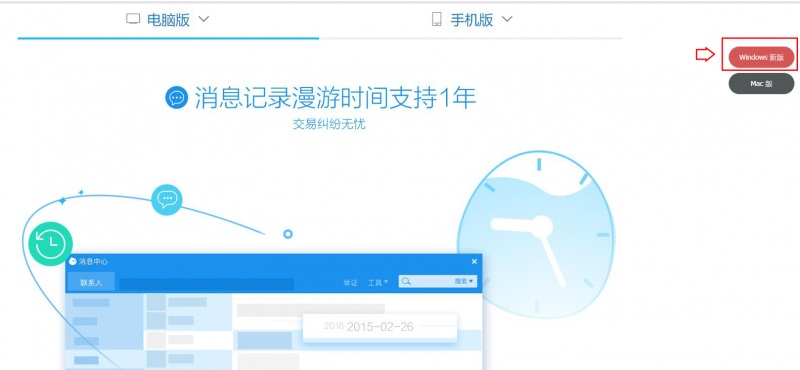 电脑版
手机版
Windows 新版
Mac 版
消息记录漫游时间支持1年
交易纠纷无忧
消息中心
联系人
举证
工具
搜索
2016 2015-02-26